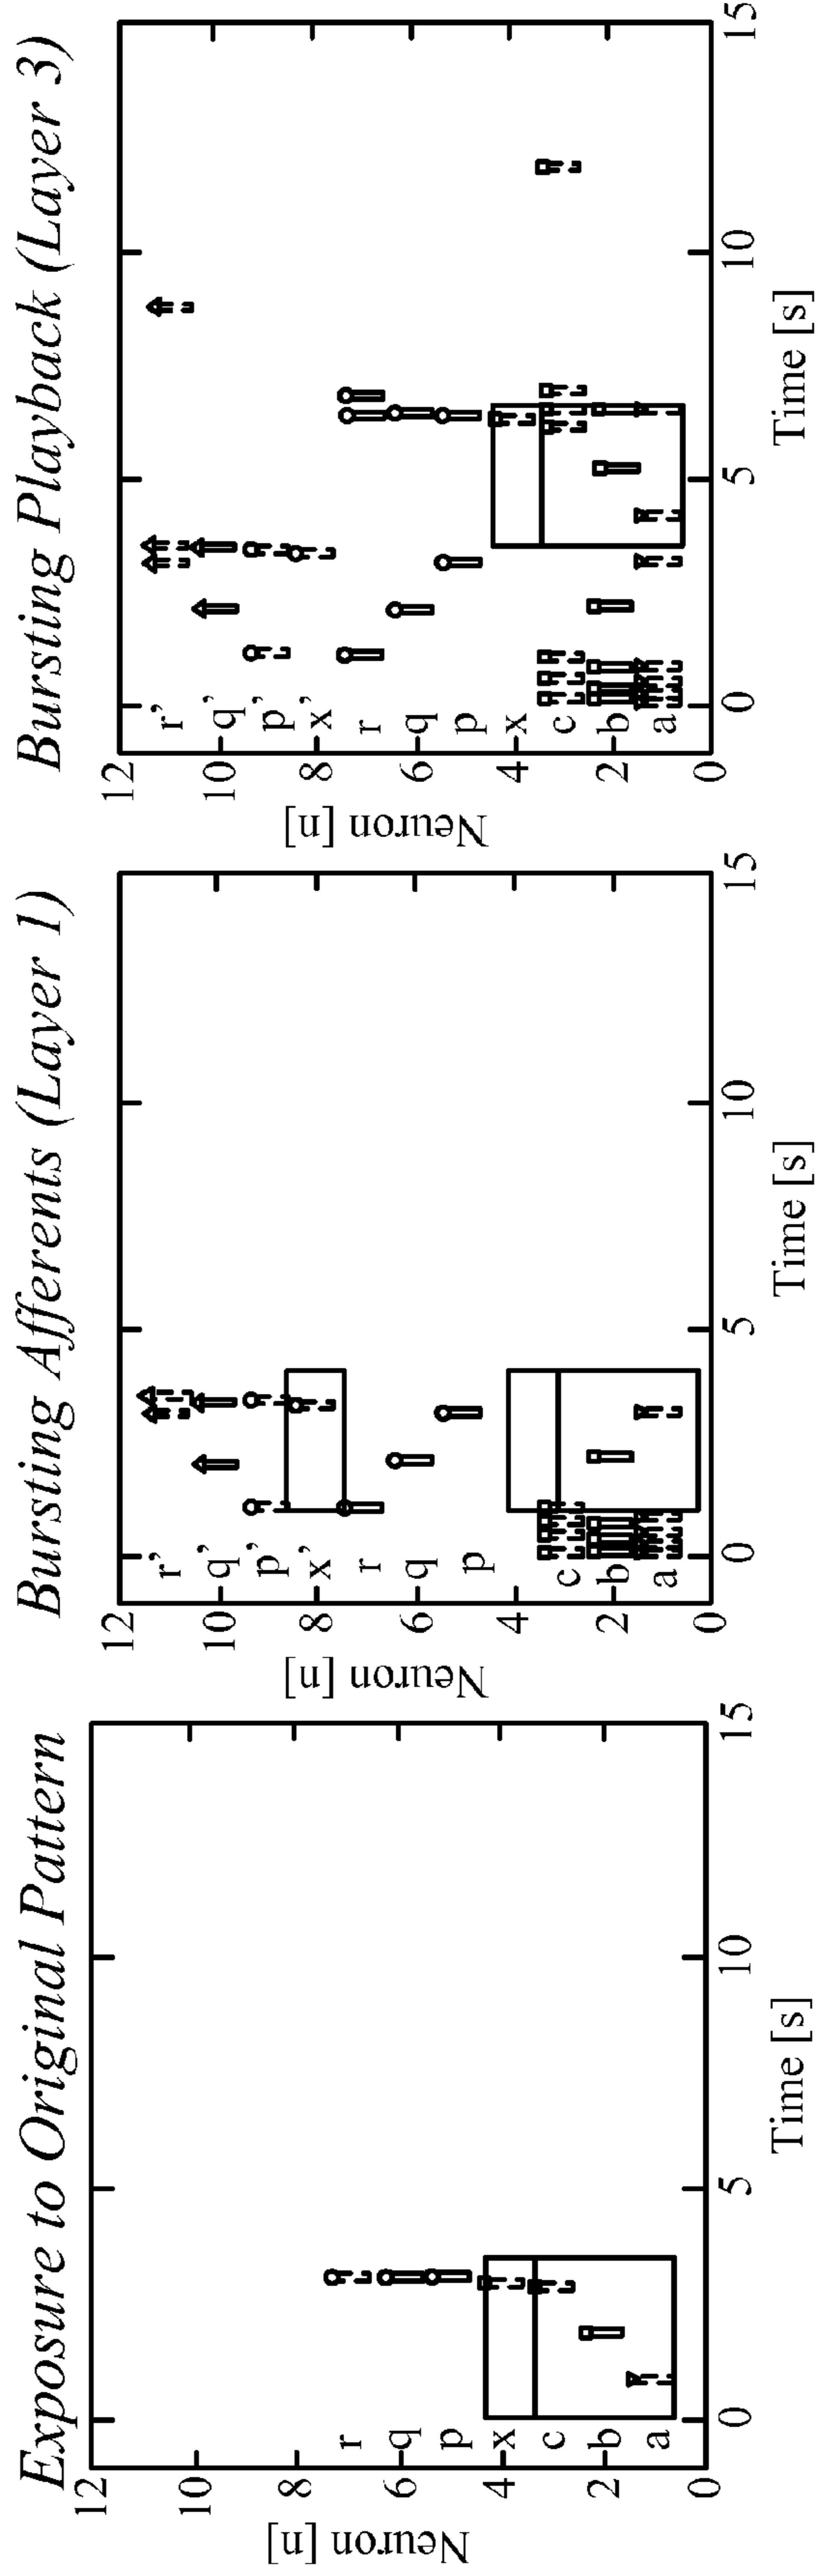 Exposure to Original Pattern
12
10
8
6
4
2
0
Neuron [n]
r
q
p
x
c
b
a
0
5
10
15
Time [s]
Bursting Afferents (Layer 1)
12
10
8
6
4
2
0
Neuron [n]
r'
q'
p'
x'
r
q
p
c
b
a
0
5
10
15
Time [s]
Bursting Playback (Layer 3)
12
10
8
6
4
2
0
Neuron [n]
r'
q'
p'
x'
r
q
p
x
c
b
a
0
5
10
15
Time [s]